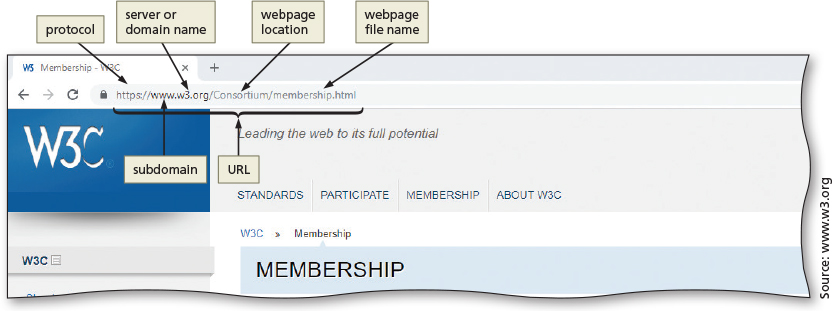 protocol
server or
domain name
webpage
location
webpage
file name
W3 Membership - W3C × +
https://www.w3.org/Consortium/membership.html
W3C
Leading the web to its full potential
subdomain
URL
STANDARDS PARTICIPATE MEMBERSHIP ABOUT W3C
W3C » Membership
W3C
MEMBERSHIP
Source: www.w3.org